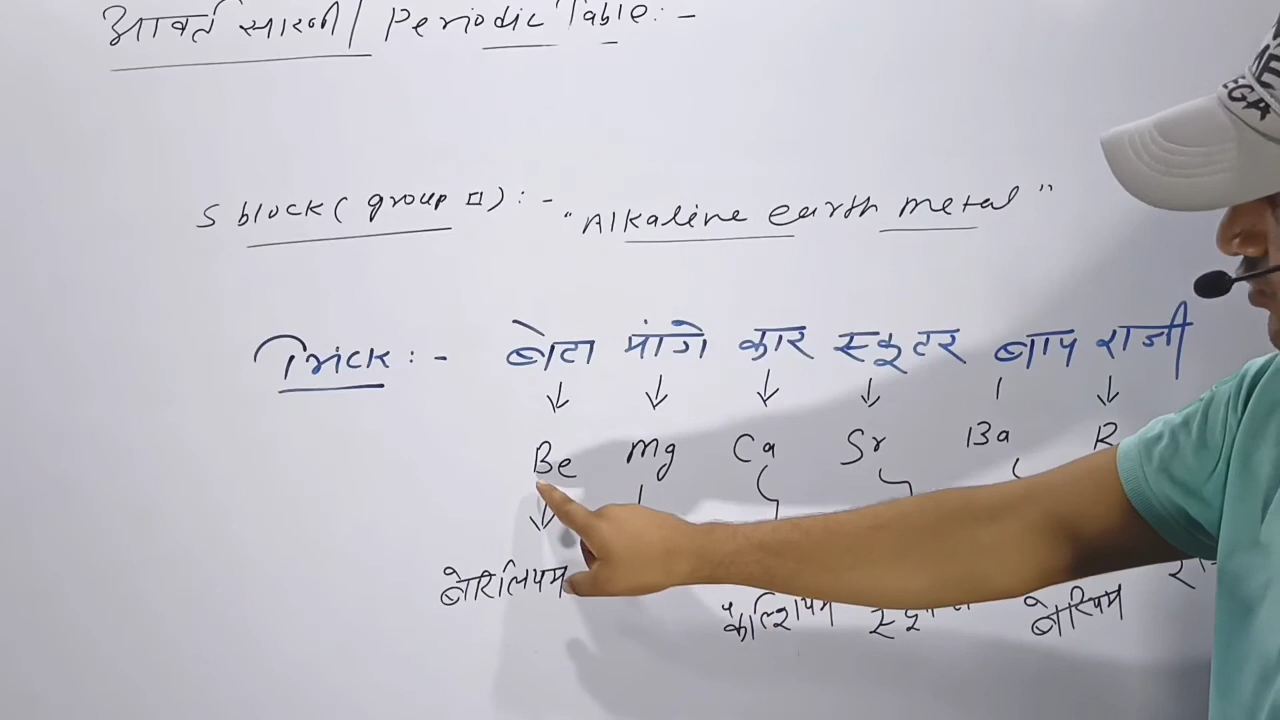 आवर्त सारणी / Periodic Table:-
S block ( group II ) :- "Alkaline earth metal"
Trick :- बेटा मांगे कार स्कूटर बाप राजी
Be Mg Ca Sr Ba R
बेरिलियम कैल्शियम बेरियम